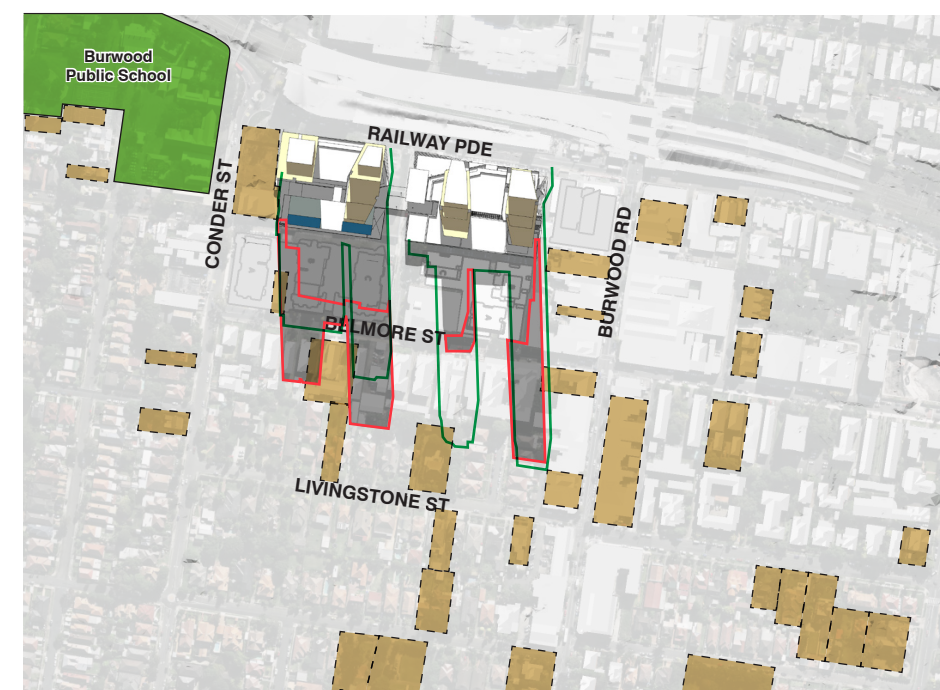 Burwood
Public School
RAILWAY PDE
CONDER ST
BURWOOD RD
BELMORE ST
LIVINGSTONE ST